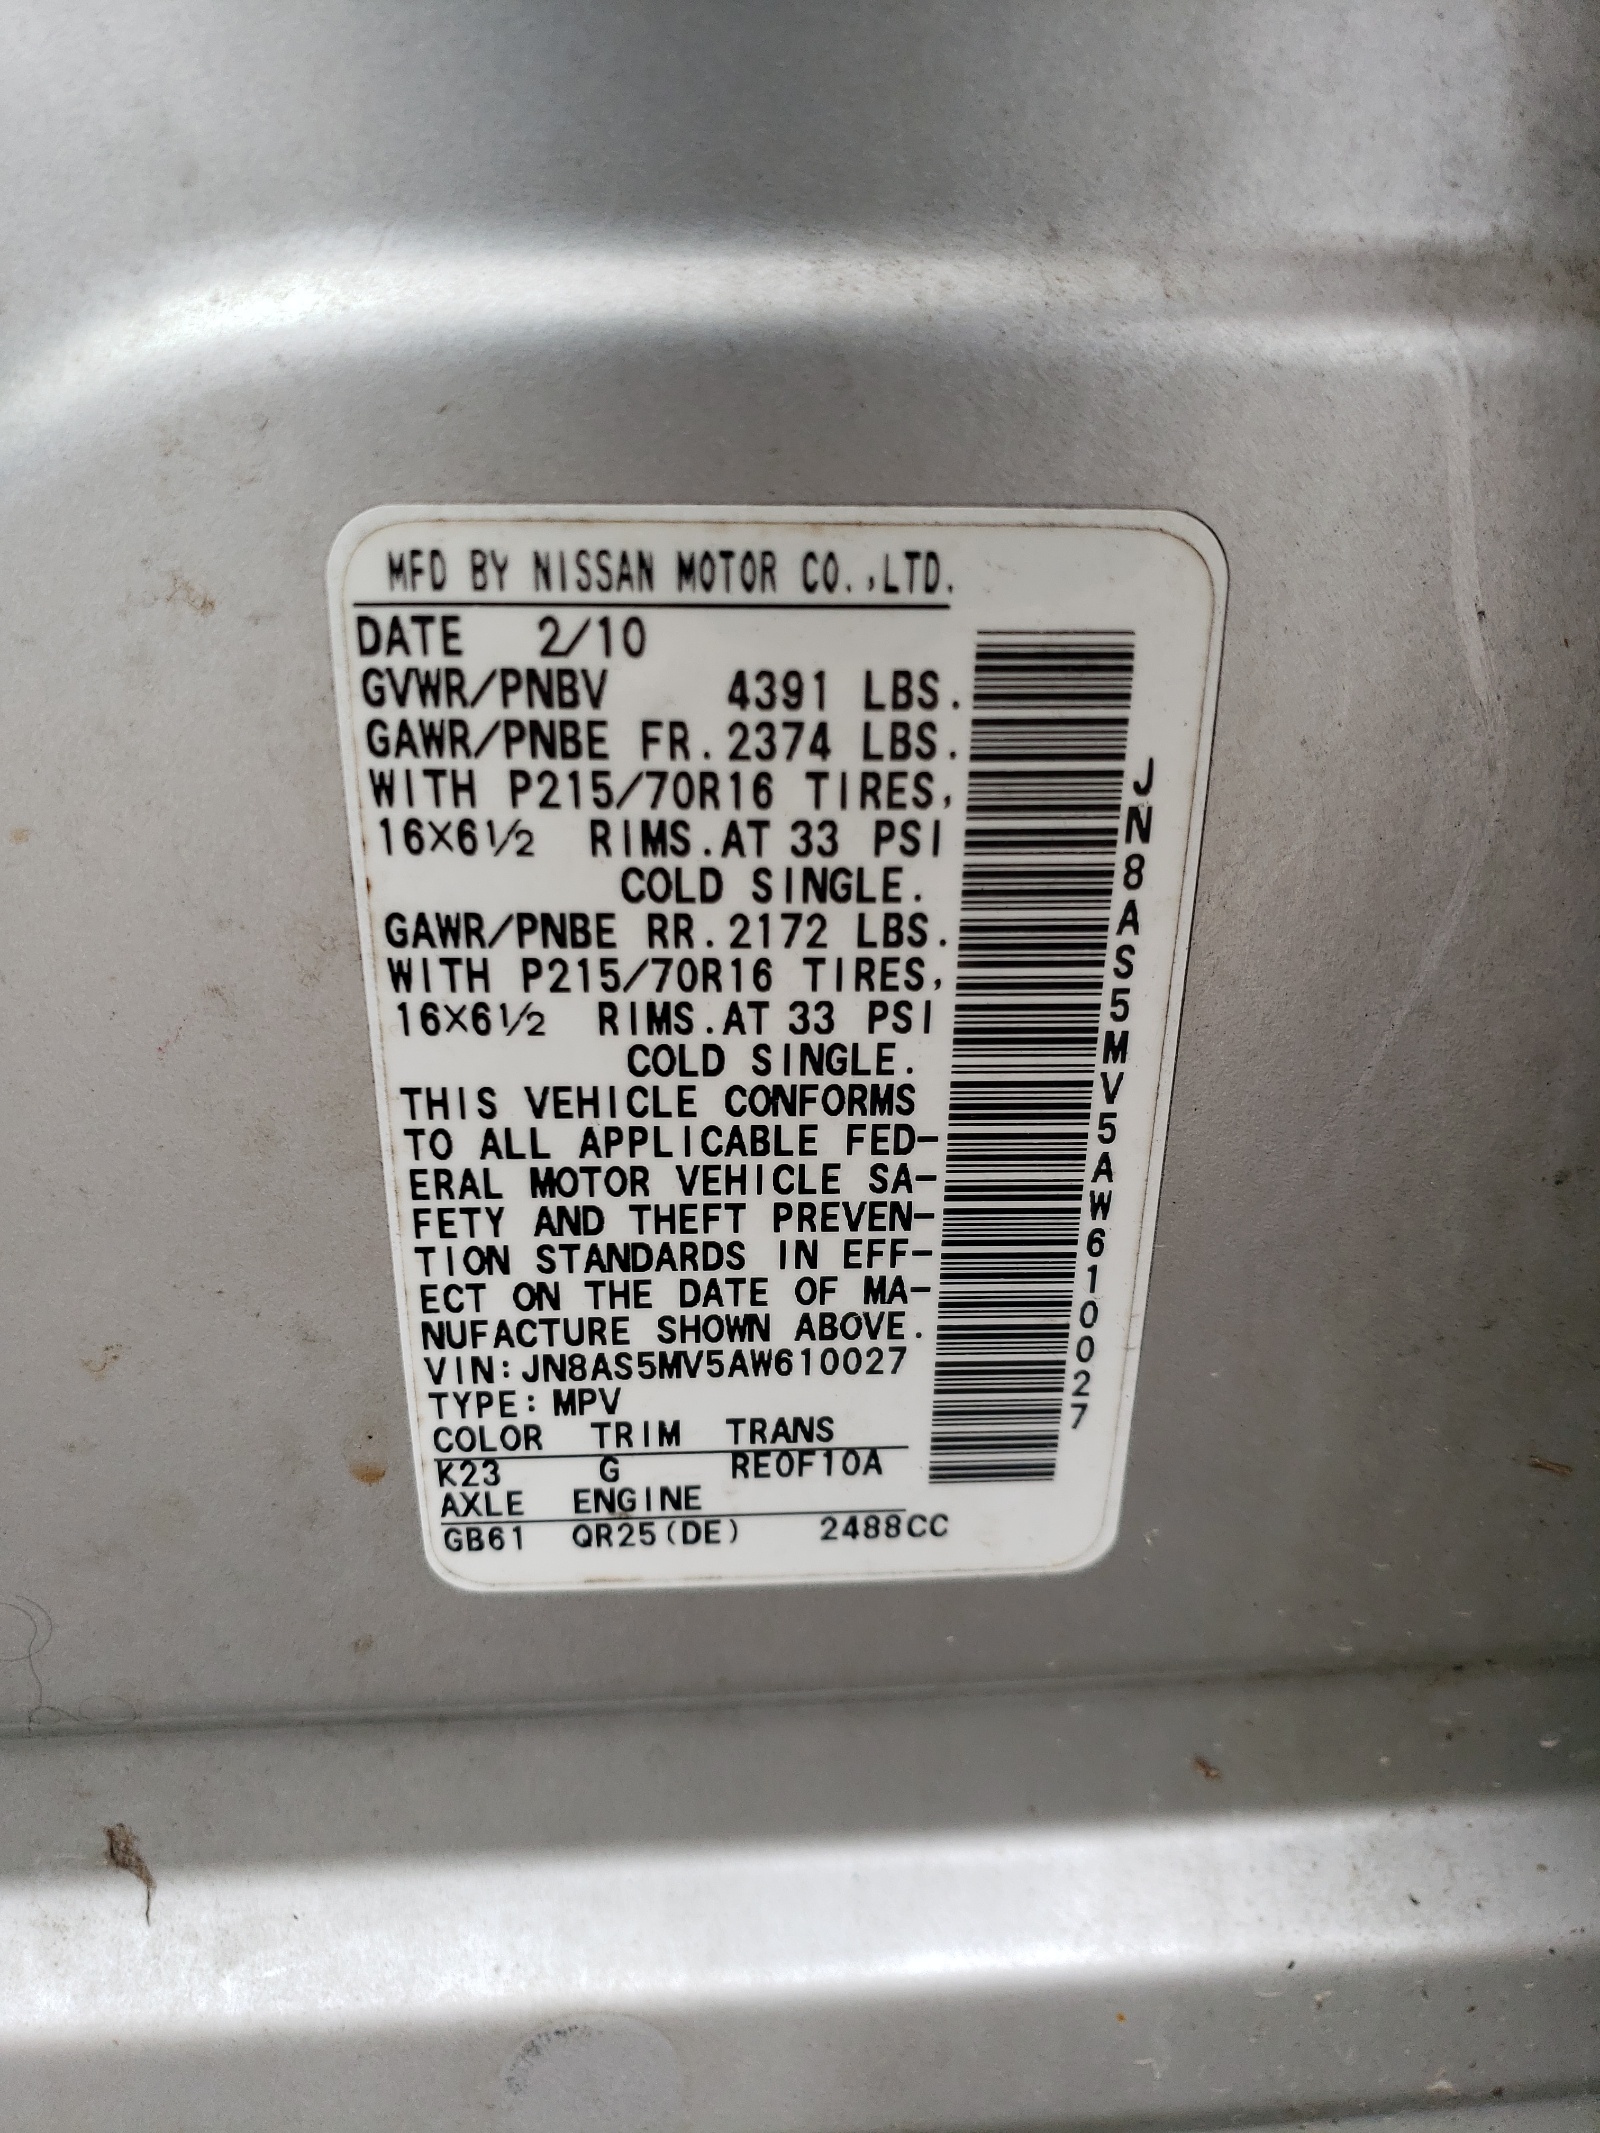 MFD BY NISSAN MOTOR CO.,LTD.
DATE 2/10
GVWR/PNBV 4391 LBS.
GAWR/PNBE FR.2374 LBS.
WITH P215/70R16 TIRES,
16X6½ RIMS.AT 33 PSI
COLD SINGLE.
GAWR/PNBE RR.2172 LBS.
WITH P215/70R16 TIRES,
16X6½ RIMS.AT 33 PSI
COLD SINGLE.
THIS VEHICLE CONFORMS
TO ALL APPLICABLE FED-
ERAL MOTOR VEHICLE SA-
FETY AND THEFT PREVEN-
TION STANDARDS IN EFF-
ECT ON THE DATE OF MA-
NUFACTURE SHOWN ABOVE.
VIN:JN8AS5MV5AW610027
TYPE:MPV
COLOR TRIM TRANS
K23 G RE0F10A
AXLE ENGINE
GB61 QR25(DE) 2488CC
JN8AS5MV5AW610027